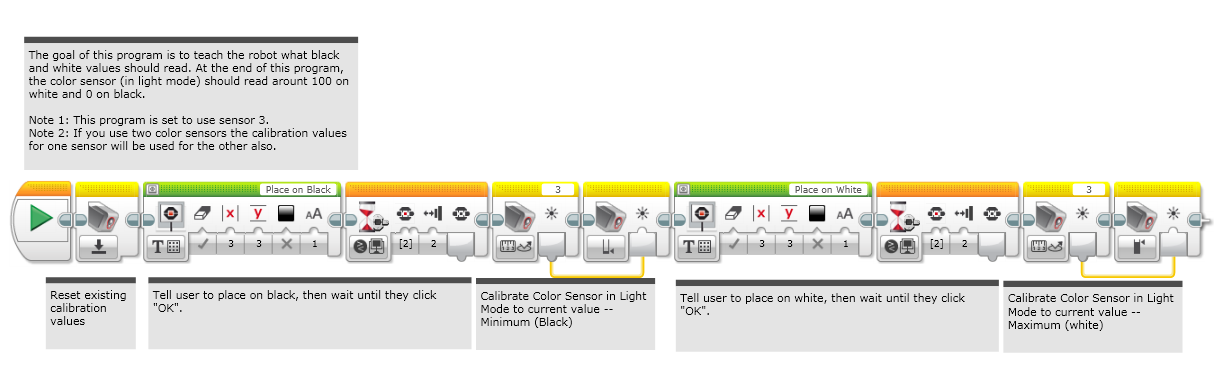 The goal of this program is to teach the robot what black
and white values should read. At the end of this program,
the color sensor (in light mode) should read arount 100 on
white and 0 on black.
Note 1: This program is set to use sensor 3.
Note 2: If you use two color sensors the calibration values
for one sensor will be used for the other also.
Place on Black
3
Place on White
3
x y AA
x y AA
T 3 3 1
[2] 2
T 3 3 1
[2] 2
Reset existing
calibration
values
Tell user to place on black, then wait until they click
"OK".
Calibrate Color Sensor in Light
Mode to current value --
Minimum (Black)
Tell user to place on white, then wait until they click
"OK".
Calibrate Color Sensor in Light
Mode to current value --
Maximum (white)